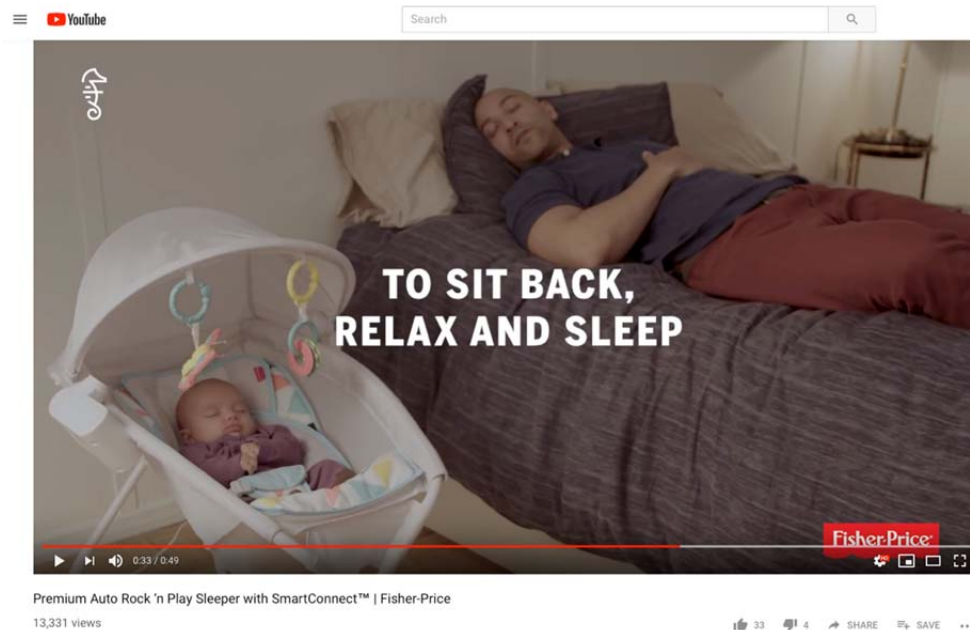 YouTube
Search
TO SIT BACK,
RELAX AND SLEEP
Fisher-Price
0:33 / 0:49
Premium Auto Rock 'n Play Sleeper with SmartConnect™ | Fisher-Price
13,331 views
33
4
SHARE
SAVE